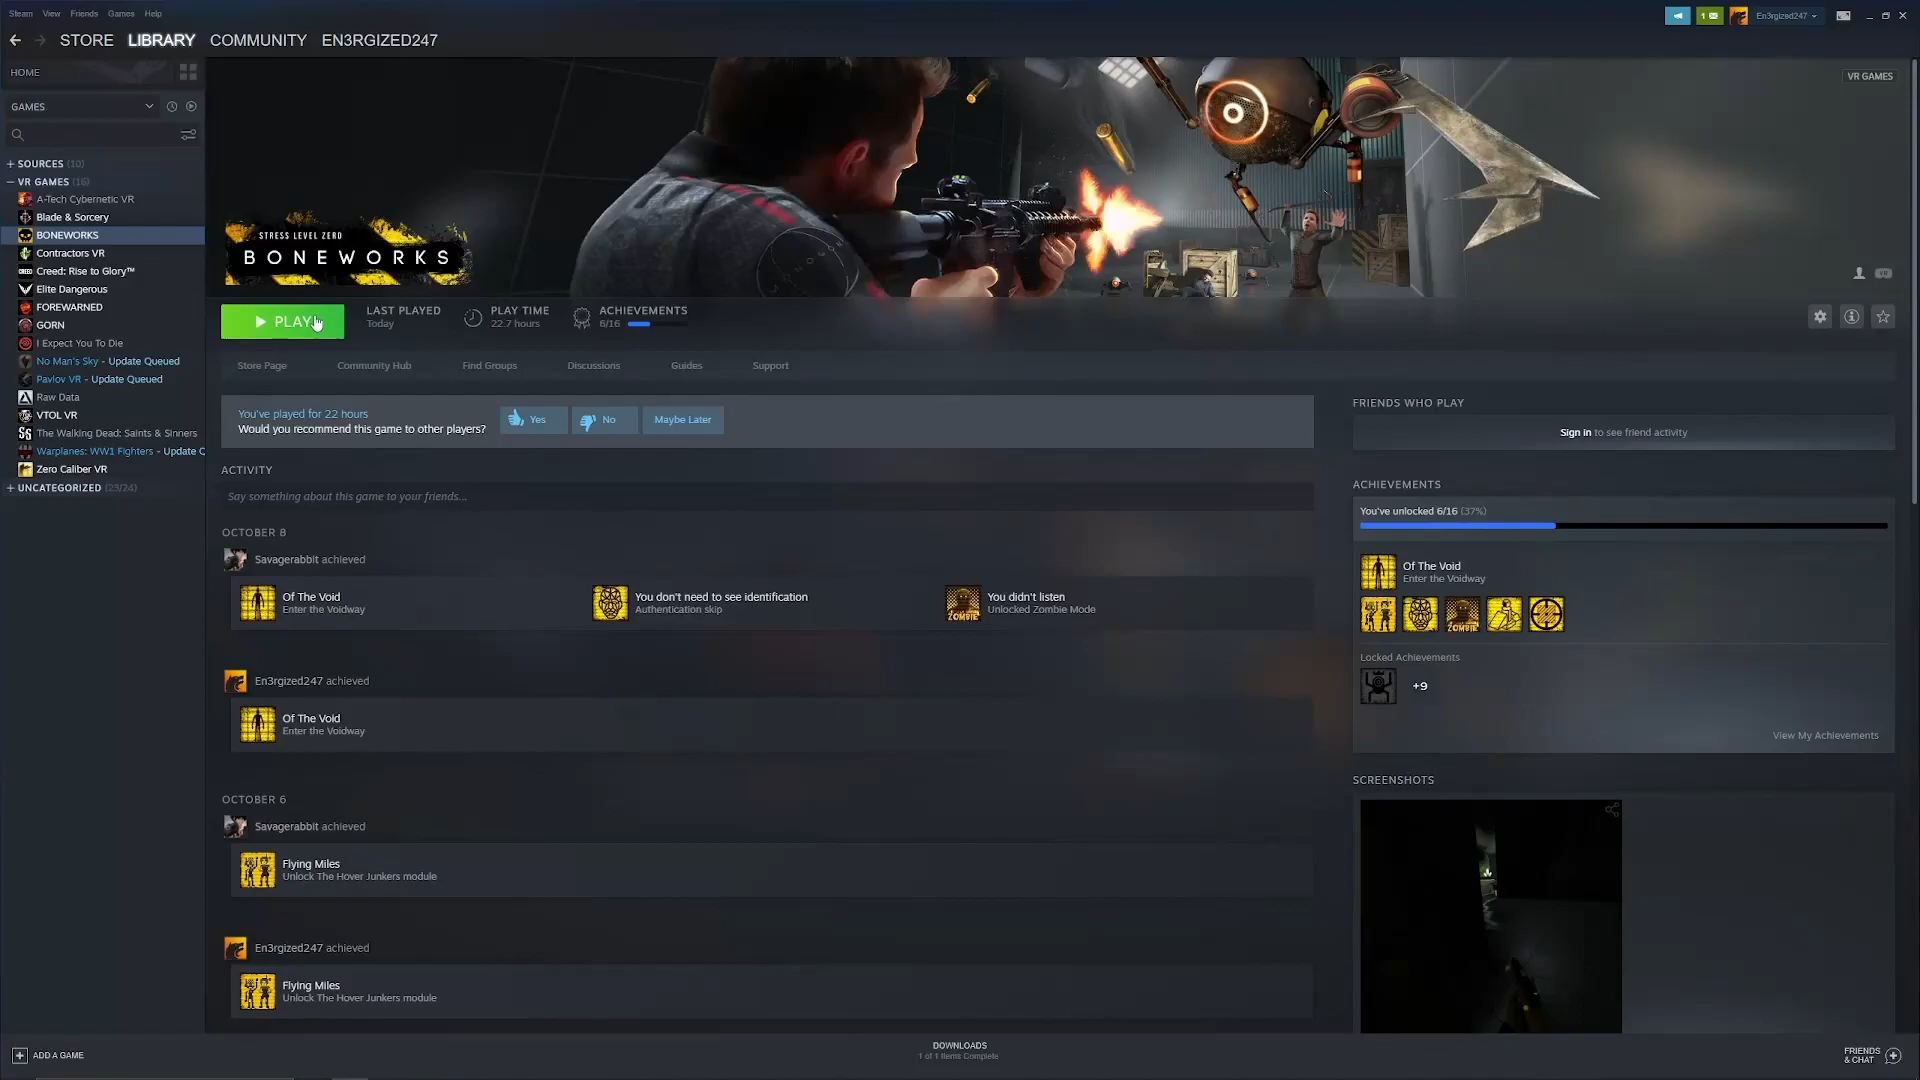 Steam View Friends Games Help
1
En3rgized247
STORE LIBRARY COMMUNITY EN3RGIZED247
HOME
GAMES
+ SOURCES (10)
— VR GAMES (16)
A-Tech Cybernetic VR
Blade & Sorcery
BONEWORKS
Contractors VR
Creed: Rise to Glory™
Elite Dangerous
FOREWARNED
GORN
I Expect You To Die
No Man's Sky - Update Queued
Pavlov VR - Update Queued
Raw Data
VTOL VR
The Walking Dead: Saints & Sinners
Warplanes: WW1 Fighters - Update Q
Zero Caliber VR
+ UNCATEGORIZED (23/24)
VR GAMES
STRESS LEVEL ZERO
BONEWORKS
VR
PLAY
LAST PLAYED
Today
PLAY TIME
22.7 hours
ACHIEVEMENTS
6/16
Store Page Community Hub Find Groups Discussions Guides Support
You've played for 22 hours
Would you recommend this game to other players?
Yes No Maybe Later
ACTIVITY
Say something about this game to your friends...
OCTOBER 8
Savagerabbit achieved
Of The Void
Enter the Voidway
You don't need to see identification
Authentication skip
ZOMBIE
You didn't listen
Unlocked Zombie Mode
En3rgized247 achieved
Of The Void
Enter the Voidway
OCTOBER 6
Savagerabbit achieved
Flying Miles
Unlock The Hover Junkers module
En3rgized247 achieved
Flying Miles
Unlock The Hover Junkers module
FRIENDS WHO PLAY
Sign in to see friend activity
ACHIEVEMENTS
You've unlocked 6/16 (37%)
Of The Void
Enter the Voidway
ZOMBIE
Locked Achievements
+9
View My Achievements
SCREENSHOTS
ADD A GAME
DOWNLOADS
1 of 1 Items Complete
FRIENDS
& CHAT